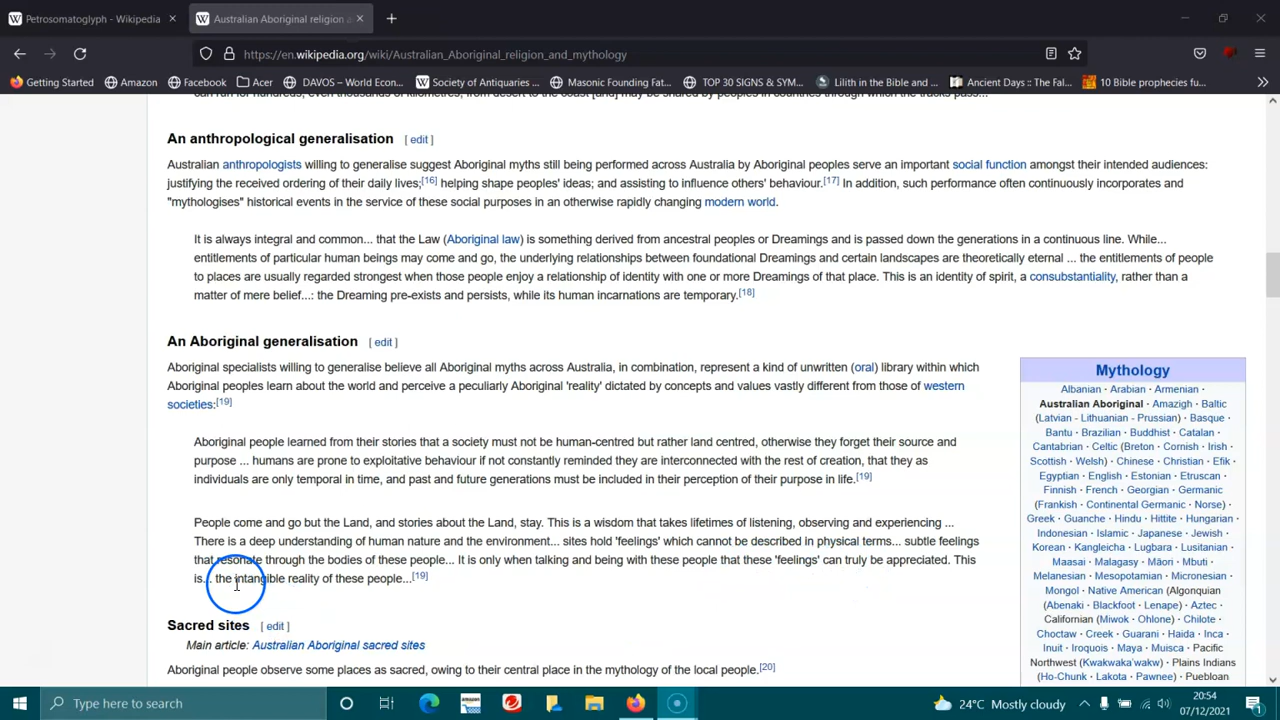 Petrosomatoglyph - Wikipedia
Australian Aboriginal religion a
https://en.wikipedia.org/wiki/Australian_Aboriginal_religion_and_mythology
Getting Started
Amazon
Facebook
Acer
DAVOS – World Econ...
Society of Antiquaries ...
Masonic Founding Fat...
TOP 30 SIGNS & SYM...
Lilith in the Bible and ...
Ancient Days :: The Fal...
10 Bible prophecies fu...
An anthropological generalisation [ edit ]
Australian anthropologists willing to generalise suggest Aboriginal myths still being performed across Australia by Aboriginal peoples serve an important social function amongst their intended audiences:
justifying the received ordering of their daily lives;[16] helping shape peoples' ideas; and assisting to influence others' behaviour.[17] In addition, such performance often continuously incorporates and
"mythologises" historical events in the service of these social purposes in an otherwise rapidly changing modern world.
It is always integral and common... that the Law (Aboriginal law) is something derived from ancestral peoples or Dreamings and is passed down the generations in a continuous line. While...
entitlements of particular human beings may come and go, the underlying relationships between foundational Dreamings and certain landscapes are theoretically eternal ... the entitlements of people
to places are usually regarded strongest when those people enjoy a relationship of identity with one or more Dreamings of that place. This is an identity of spirit, a consubstantiality, rather than a
matter of mere belief...: the Dreaming pre-exists and persists, while its human incarnations are temporary.[18]
An Aboriginal generalisation [ edit ]
Aboriginal specialists willing to generalise believe all Aboriginal myths across Australia, in combination, represent a kind of unwritten (oral) library within which
Aboriginal peoples learn about the world and perceive a peculiarly Aboriginal 'reality' dictated by concepts and values vastly different from those of western
societies:[19]
Aboriginal people learned from their stories that a society must not be human-centred but rather land centred, otherwise they forget their source and
purpose ... humans are prone to exploitative behaviour if not constantly reminded they are interconnected with the rest of creation, that they as
individuals are only temporal in time, and past and future generations must be included in their perception of their purpose in life.[19]
People come and go but the Land, and stories about the Land, stay. This is a wisdom that takes lifetimes of listening, observing and experiencing ...
There is a deep understanding of human nature and the environment... sites hold 'feelings' which cannot be described in physical terms... subtle feelings
that resonate through the bodies of these people... It is only when talking and being with these people that these 'feelings' can truly be appreciated. This
is... the intangible reality of these people...[19]
Sacred sites [ edit ]
Main article: Australian Aboriginal sacred sites
Aboriginal people observe some places as sacred, owing to their central place in the mythology of the local people.[20]
Mythology
Albanian · Arabian · Armenian ·
Australian Aboriginal · Amazigh · Baltic
(Latvian - Lithuanian - Prussian) · Basque ·
Bantu · Brazilian · Buddhist · Catalan ·
Cantabrian · Celtic (Breton · Cornish · Irish ·
Scottish · Welsh) · Chinese · Christian · Efik ·
Egyptian · English · Estonian · Etruscan ·
Finnish · French · Georgian · Germanic
(Frankish · Continental Germanic · Norse) ·
Greek · Guanche · Hindu · Hittite · Hungarian ·
Indonesian · Islamic · Japanese · Jewish ·
Korean · Kangleicha · Lugbara · Lusitanian ·
Maasai · Malagasy · Māori · Mbuti ·
Melanesian · Mesopotamian · Micronesian ·
Mongol · Native American (Algonquian
(Abenaki · Blackfoot · Lenape) · Aztec ·
Californian (Miwok · Ohlone) · Chilote ·
Choctaw · Creek · Guarani · Haida · Inca ·
Inuit · Iroquois · Maya · Muisca · Pacific
Northwest (Kwakwakaʼwakw) · Plains Indians
(Ho-Chunk · Lakota · Pawnee) · Puebloan
Type here to search
amazon
24°C Mostly cloudy
20:54
07/12/2021
1